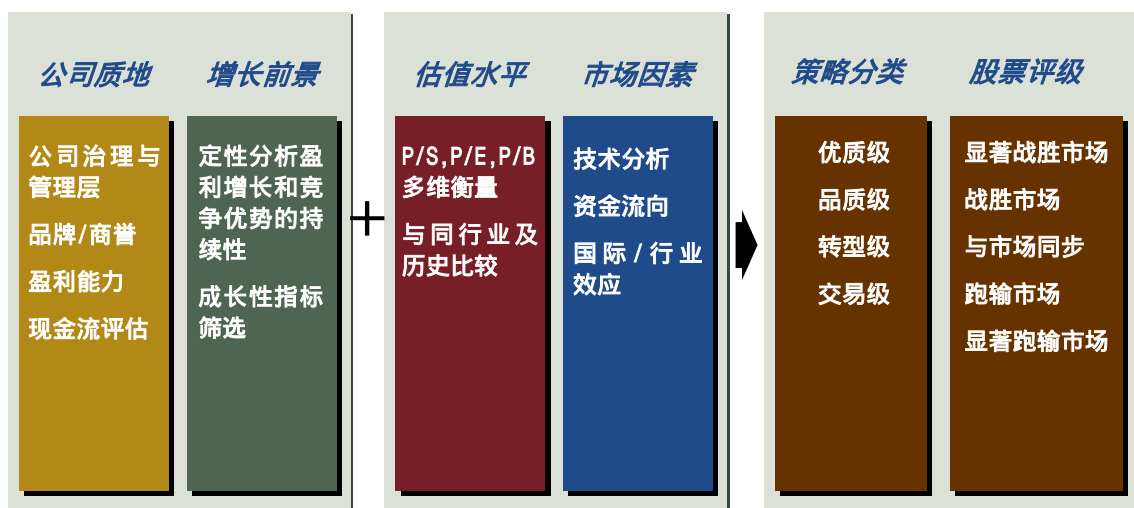 公司质地
公司治理与
管理层
品牌/商誉
盈利能力
现金流评估
增长前景
定性分析盈
利增长和竞
争优势的持
续性
成长性指标
筛选
估值水平
P/S,P/E,P/B
多维衡量
与同行业及
历史比较
市场因素
技术分析
资金流向
国际/行业
效应
策略分类
优质级
品质级
转型级
交易级
股票评级
显著战胜市场
战胜市场
与市场同步
跑输市场
显著跑输市场